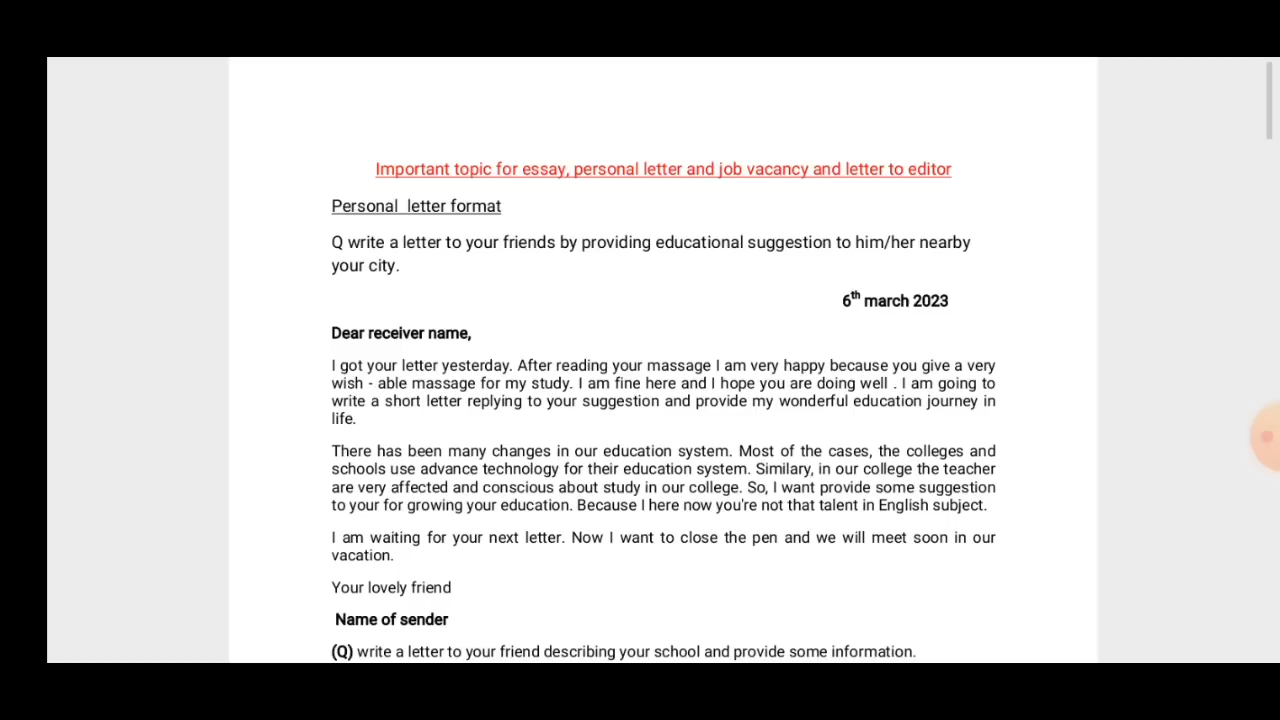 Important topic for essay, personal letter and job vacancy and letter to editor
Personal letter format
Q write a letter to your friends by providing educational suggestion to him/her nearby
your city.
6th march 2023
Dear receiver name,
I got your letter yesterday. After reading your massage I am very happy because you give a very
wish - able massage for my study. I am fine here and I hope you are doing well . I am going to
write a short letter replying to your suggestion and provide my wonderful education journey in
life.
There has been many changes in our education system. Most of the cases, the colleges and
schools use advance technology for their education system. Similary, in our college the teacher
are very affected and conscious about study in our college. So, I want provide some suggestion
to your for growing your education. Because I here now you're not that talent in English subject.
I am waiting for your next letter. Now I want to close the pen and we will meet soon in our
vacation.
Your lovely friend
Name of sender
(Q) write a letter to your friend describing your school and provide some information.